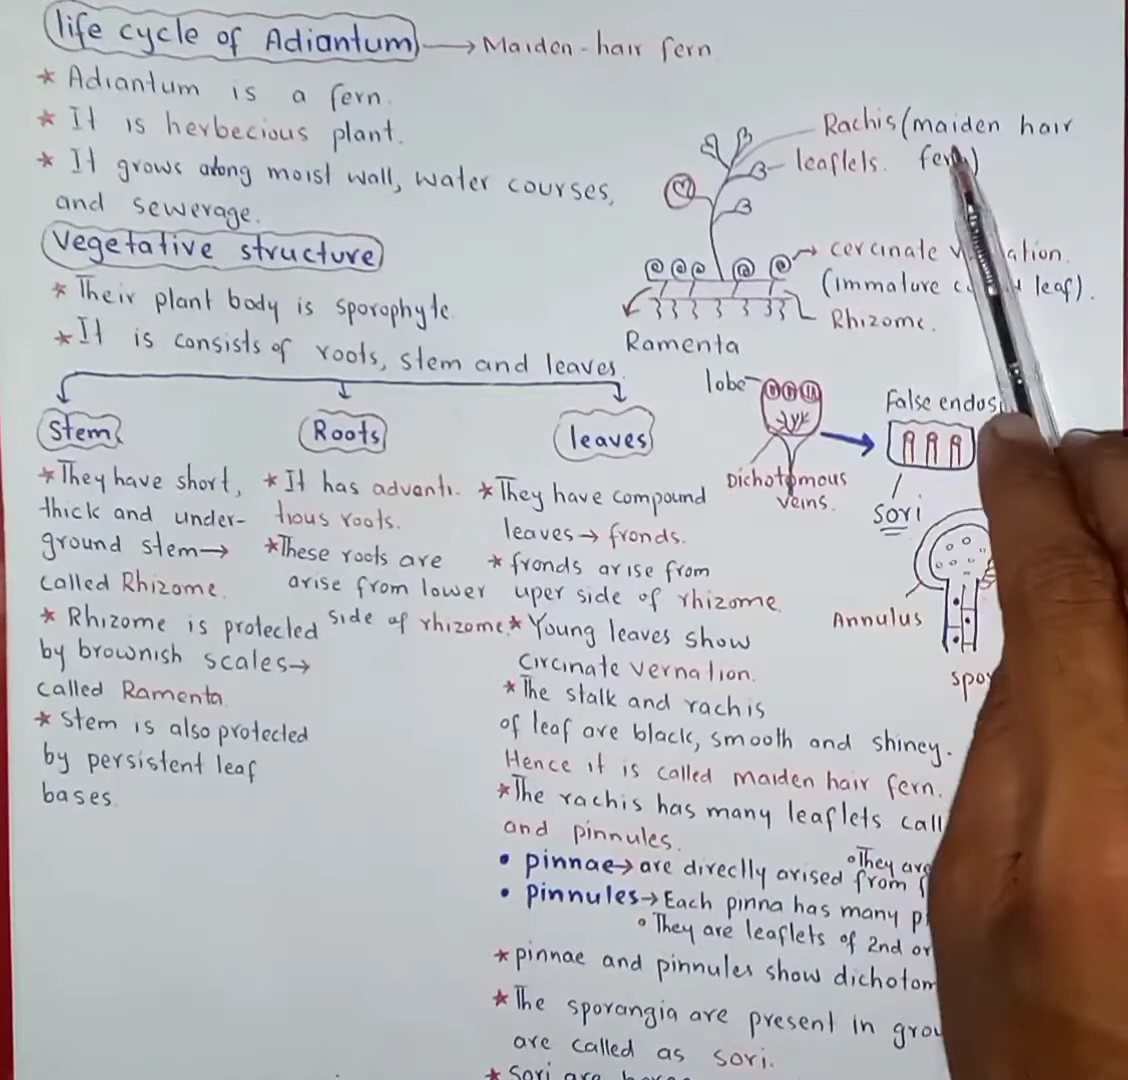 life cycle of Adiantum → Maiden-hair fern
* Adiantum is a fern.
* It is herbecious plant.
* It grows along moist wall, water courses,
and sewerage.
Vegetative structure
* Their plant body is sporophyte.
* It is consists of roots, stem and leaves.
Rachis (maiden hair
fern)
leaflets.
cercinate
(immature leaf).
Rhizome.
Ramenta
lobe
Dichotomous
veins.
False
sori
Annulus
Stem
* They have short,
thick and under-
ground stem →
called Rhizome.
* Rhizome is protected
by brownish scales →
called Ramenta.
* Stem is also protected
by persistent leaf
bases.
Roots
* It has adventi-
tious roots.
* These roots are
arise from lower
side of rhizome.
leaves
* They have compound
leaves → fronds.
* fronds arise from
uper side of rhizome.
* Young leaves show
Circinate vernation.
* The stalk and rachis
of leaf are black, smooth and shiney.
Hence it is called maiden hair fern.
* The rachis has many leaflets
and pinnules.
• pinnae → are directly arised from
° They are
• pinnules → Each pinna has many
° They are leaflets of 2nd
* pinnae and pinnules show
* The sporangia are present in
are called as sori.
* Sori are